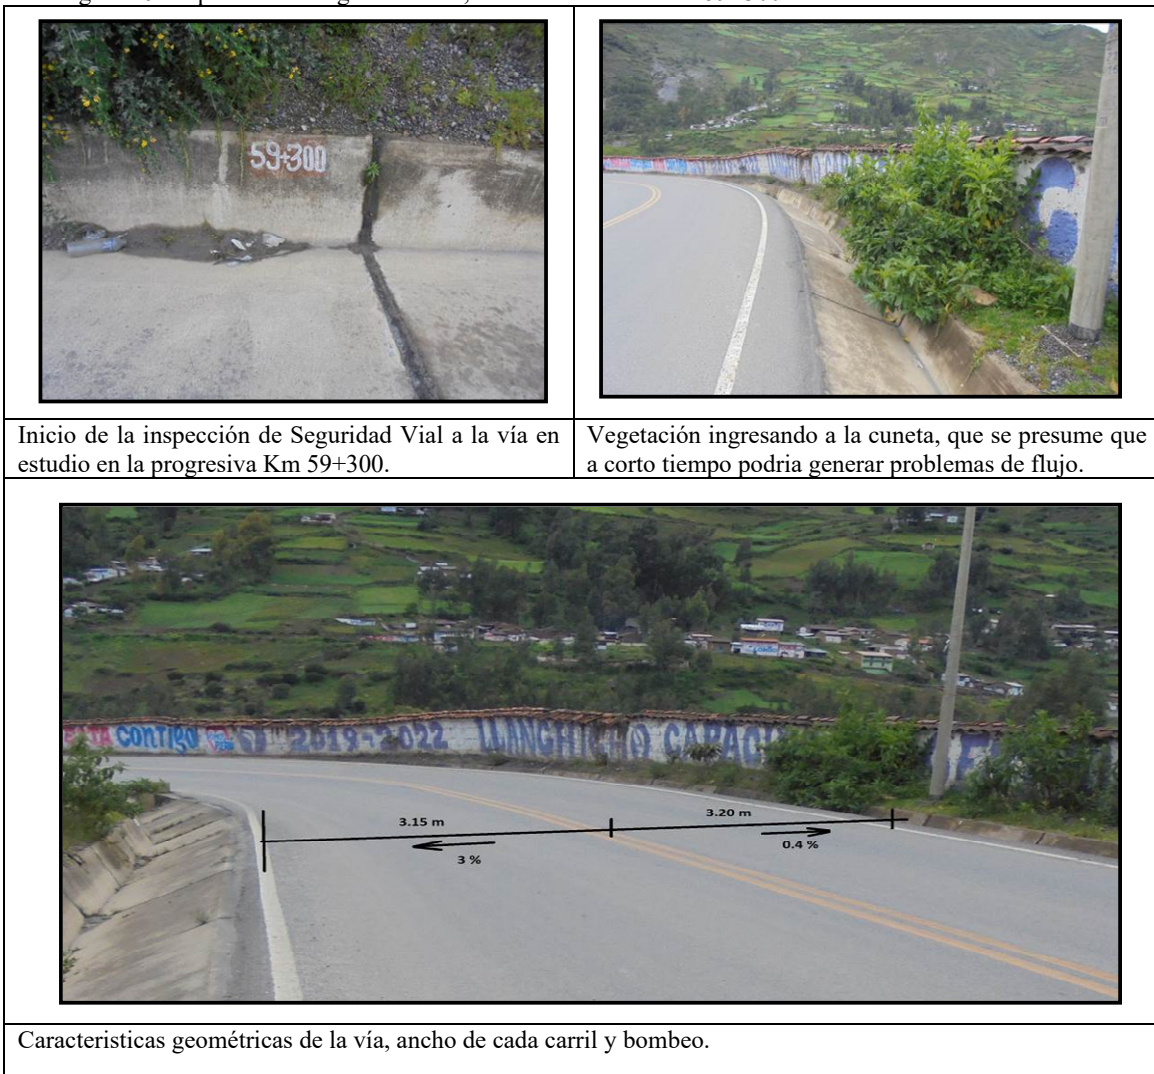 59+300
Inicio de la inspección de Seguridad Vial a la vía en
estudio en la progresiva Km 59+300.
Vegetación ingresando a la cuneta, que se presume que
a corto tiempo podria generar problemas de flujo.
contigo 2019-2022
3.15 m
3.20 m
3 %
0.4 %
Caracteristicas geométricas de la vía, ancho de cada carril y bombeo.